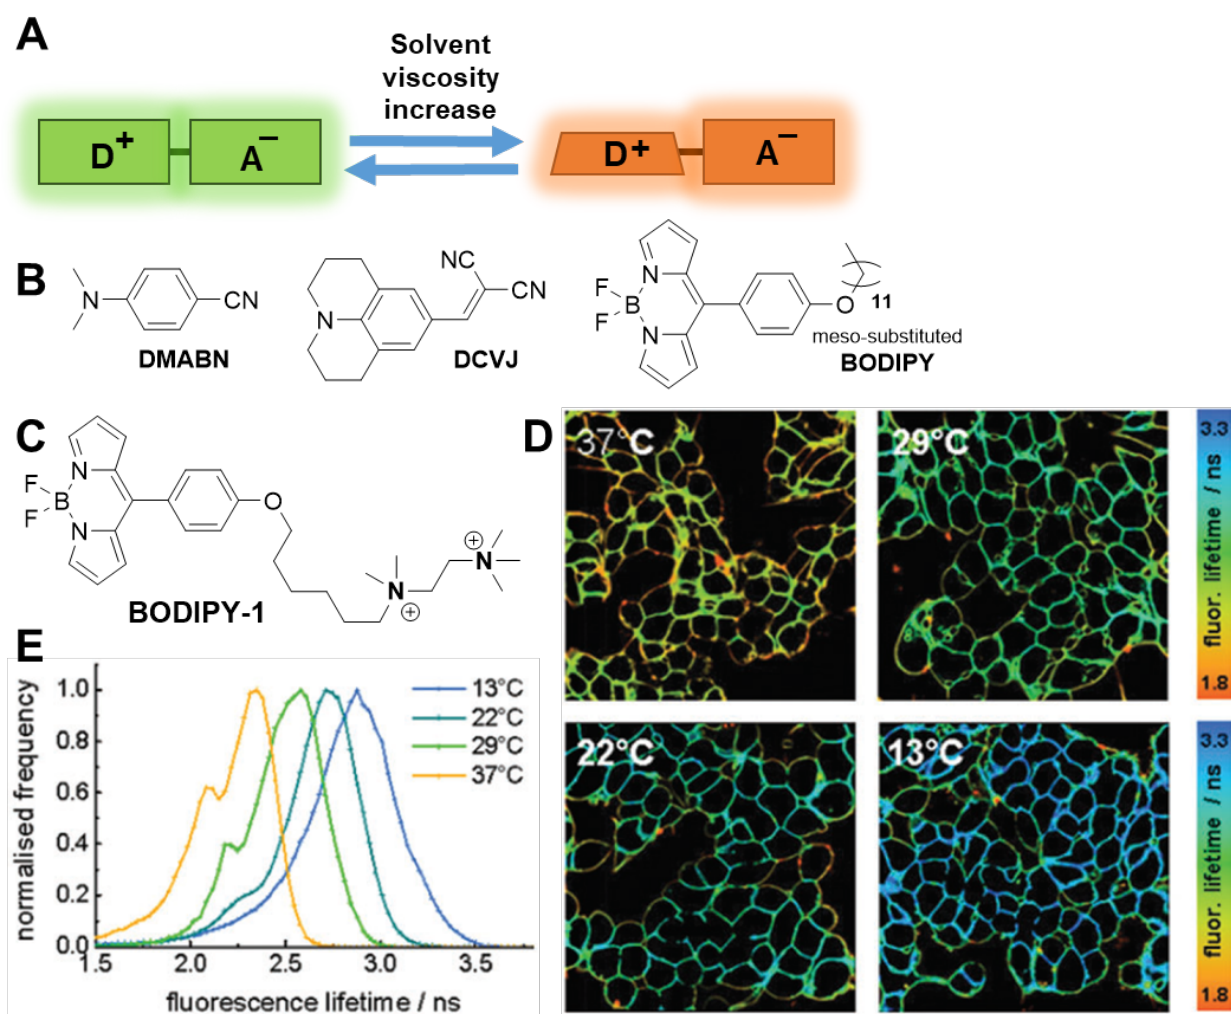 A
Solvent
viscosity
increase
D+
A−
D+
A−
B
N
CN
DMABN
NC
CN
N
DCVJ
F
F
B
N
N
O
11
meso-substituted
BODIPY
C
F
F
B
N
N
O
N
⊕
N
⊕
BODIPY-1
D
37°C
29°C
22°C
13°C
3.3
fluor. lifetime / ns
1.8
3.3
fluor. lifetime / ns
1.8
E
normalised frequency
1.0
0.8
0.6
0.4
0.2
0.0
13°C
22°C
29°C
37°C
1.5
2.0
2.5
3.0
3.5
fluorescence lifetime / ns